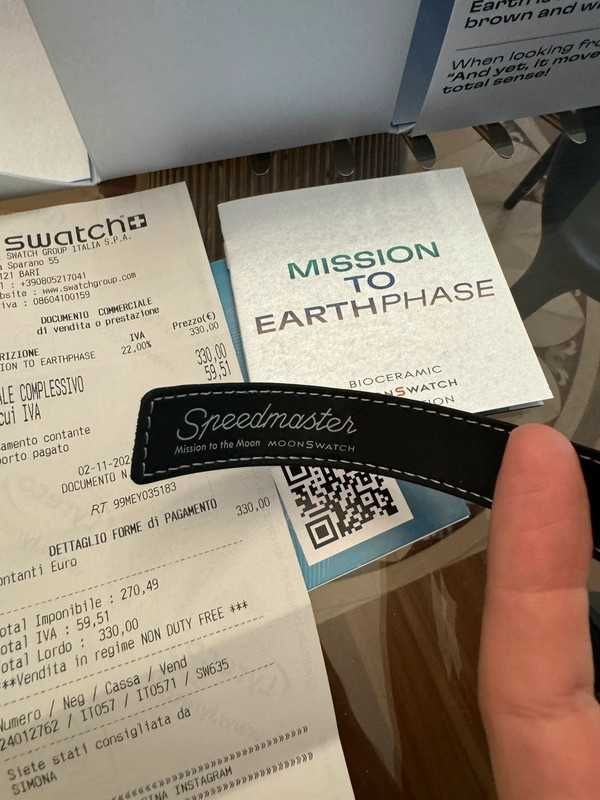 Earth is
brown and w
When looking fro
"And yet, it move
total sense!
swatch
SWATCH GROUP ITALIA S.P.A.
a Sparano 55
121 BARI
: +390805217041
ebsite : www.swatchgroup.com
iva : 08604100159
DOCUMENTO COMMERCIALE
di vendita o prestazione
RIZIONE IVA Prezzo(€)
ION TO EARTHPHASE 22,00% 330,00
ALE COMPLESSIVO 330,00
cui IVA 59,51
amento contante
porto pagato
02-11-202
DOCUMENTO N
RT 99MEY035183
DETTAGLIO FORME di PAGAMENTO
ontanti Euro 330,00
otal Imponibile : 270,49
otal IVA : 59,51
otal Lordo : 330,00
**Vendita in regime NON DUTY FREE ***
Numero / Neg / Cassa / Vend
24012762 / IT057 / IT0571 / SW635
Siete stati consigliata da
SIMONA
INA INSTAGRAM
MISSION
TO
EARTHPHASE
BIOCERAMIC
NSWATCH
TION
Speedmaster
Mission to the Moon MOONSWATCH